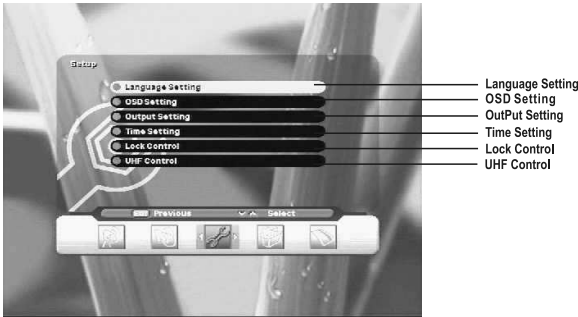 Setup
Language Setting
OSD Setting
Output Setting
Time Setting
Lock Control
UHF Control
Previous Select
Language Setting
OSD Setting
OutPut Setting
Time Setting
Lock Control
UHF Control